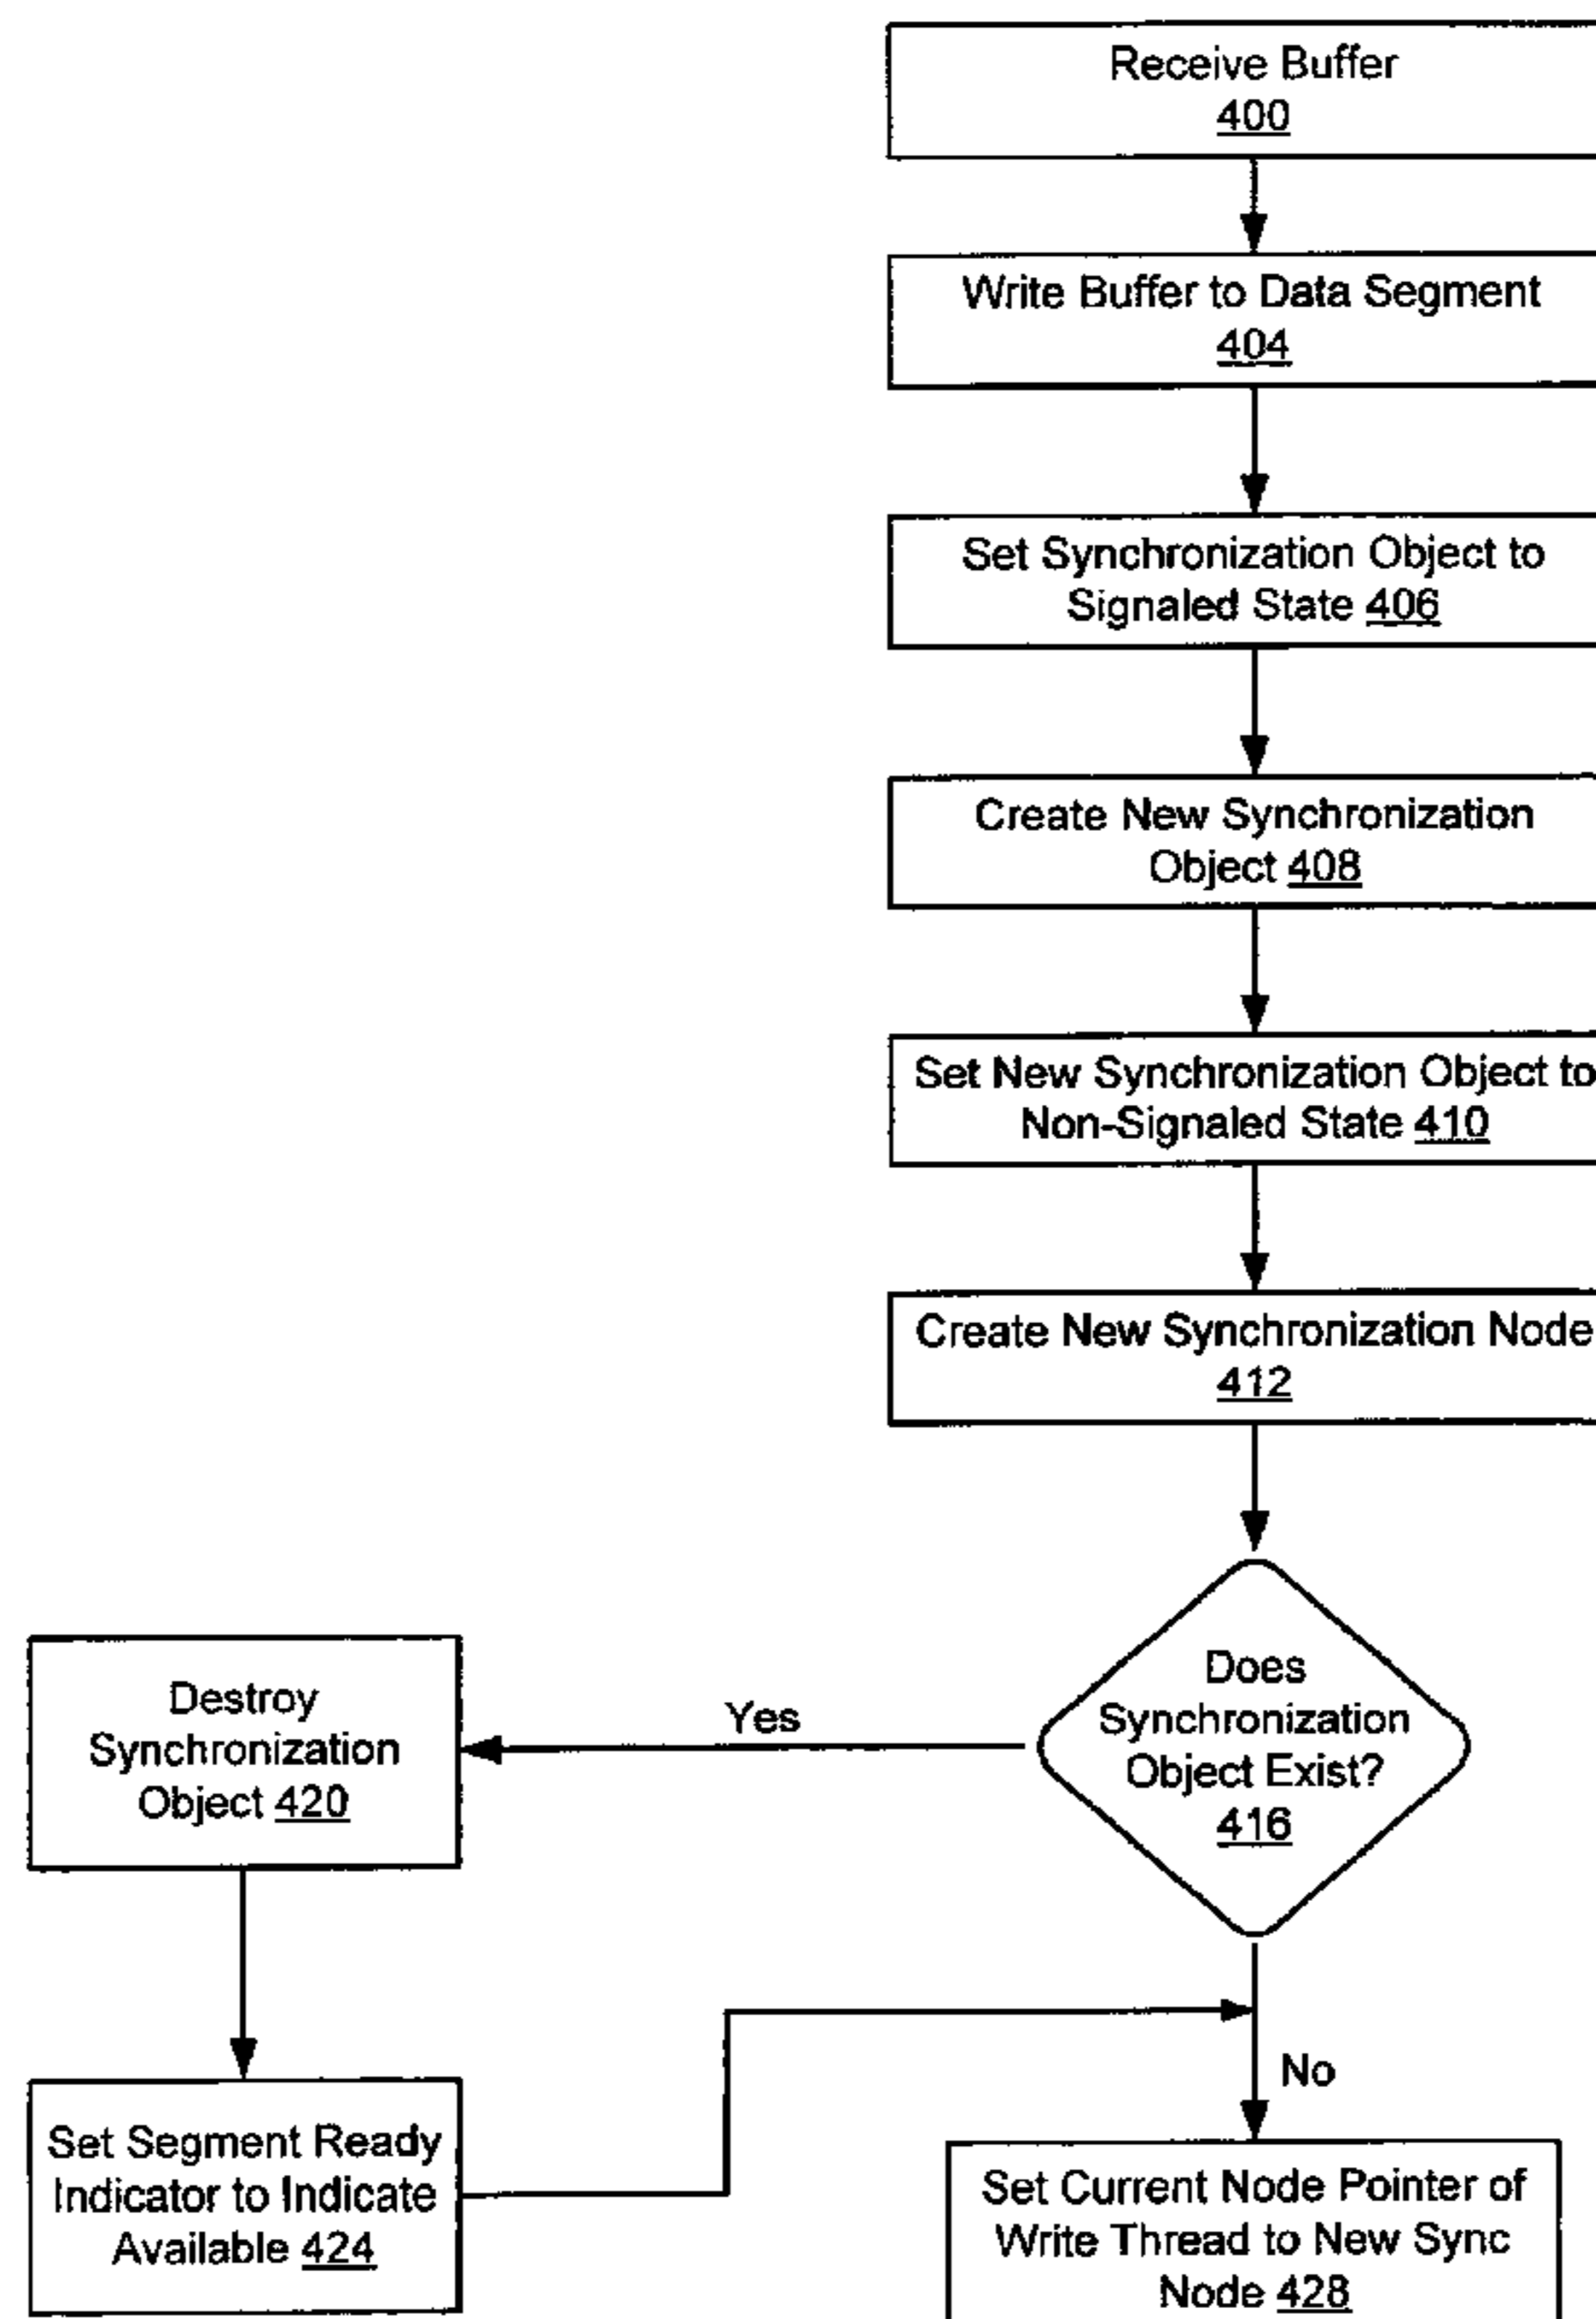 Receive Buffer
400
Write Buffer to Data Segment
404
Set Synchronization Object to
Signaled State 406
Create New Synchronization
Object 408
Set New Synchronization Object to
Non-Signaled State 410
Create New Synchronization Node
412
Does
Synchronization
Object Exist?
416
Yes
Destroy
Synchronization
Object 420
Set Segment Ready
Indicator to Indicate
Available 424
No
Set Current Node Pointer of
Write Thread to New Sync
Node 428